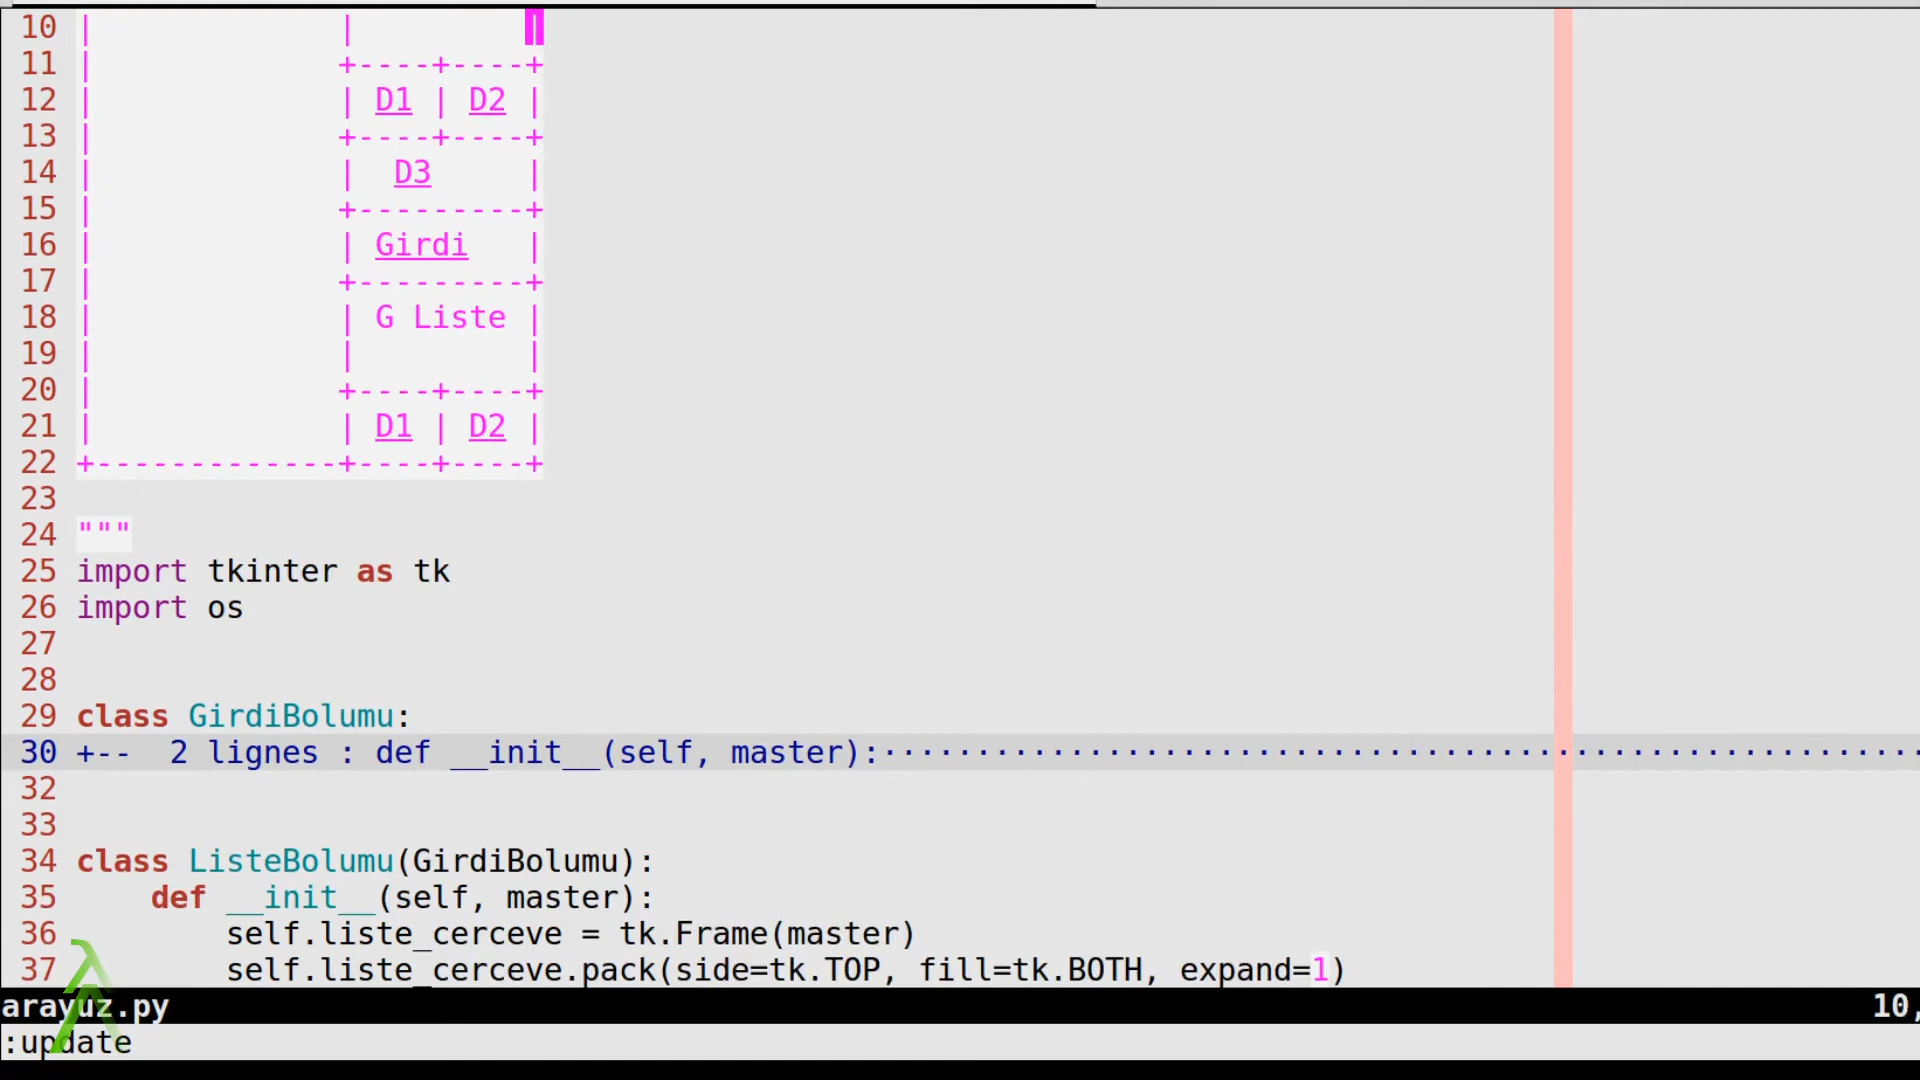 10 |             |         |
11 |             +----+----+
12 |             | D1 | D2 |
13 |             +----+----+
14 |             |  D3     |
15 |             +---------+
16 |             | Girdi   |
17 |             +---------+
18 |             | G Liste |
19 |             |         |
20 |             +----+----+
21 |             | D1 | D2 |
22 +-------------+----+----+
23
24 """
25 import tkinter as tk
26 import os
27
28
29 class GirdiBolumu:
30 +--  2 lignes : def __init__(self, master):·······················································
32
33
34 class ListeBolumu(GirdiBolumu):
35     def __init__(self, master):
36         self.liste_cerceve = tk.Frame(master)
37         self.liste_cerceve.pack(side=tk.TOP, fill=tk.BOTH, expand=1)
arayuz.py 10,
:update